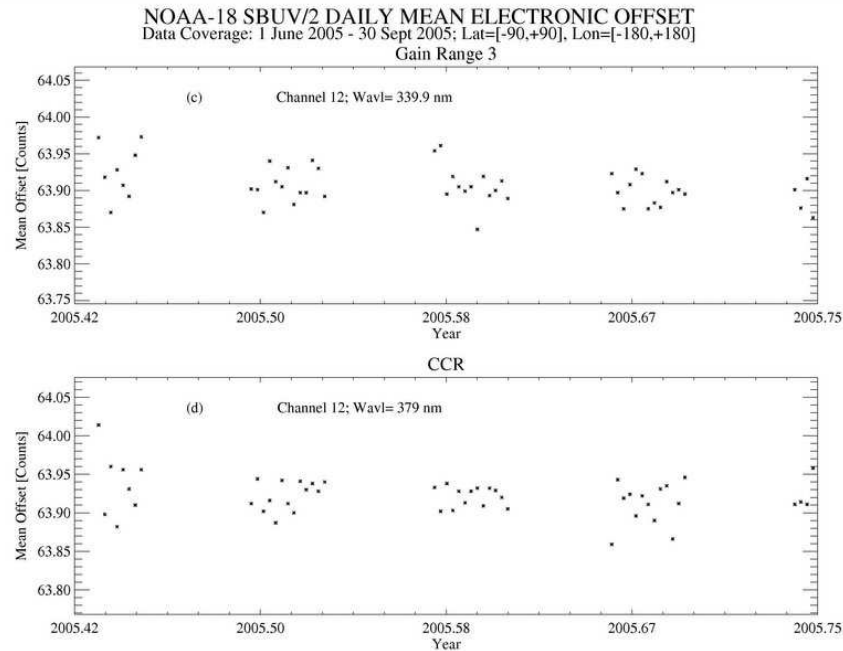 NOAA-18 SBUV/2 DAILY MEAN ELECTRONIC OFFSET
Data Coverage: 1 June 2005 - 30 Sept 2005; Lat=[-90,+90], Lon=[-180,+180]
Gain Range 3
(c) Channel 12; Wavl= 339.9 nm
Mean Offset [Counts]
64.05
64.00
63.95
63.90
63.85
63.80
63.75
2005.42 2005.50 2005.58 2005.67 2005.75
Year
CCR
(d) Channel 12; Wavl= 379 nm
Mean Offset [Counts]
64.05
64.00
63.95
63.90
63.85
63.80
2005.42 2005.50 2005.58 2005.67 2005.75
Year